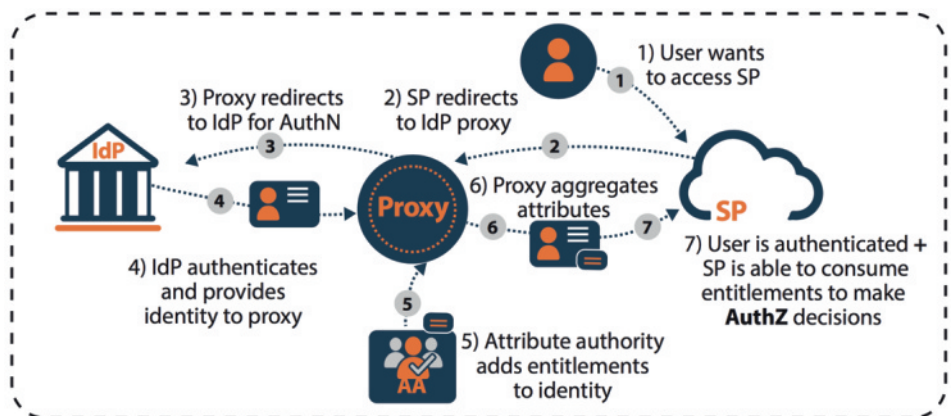 1) User wants
to access SP
1
3) Proxy redirects
to IdP for AuthN
2) SP redirects
to IdP proxy
3
2
IdP
4
Proxy
6) Proxy aggregates
attributes
6
7
SP
4) IdP authenticates
and provides
identity to proxy
7) User is authenticated +
SP is able to consume
entitlements to make
AuthZ decisions
5
AA
5) Attribute authority
adds entitlements
to identity